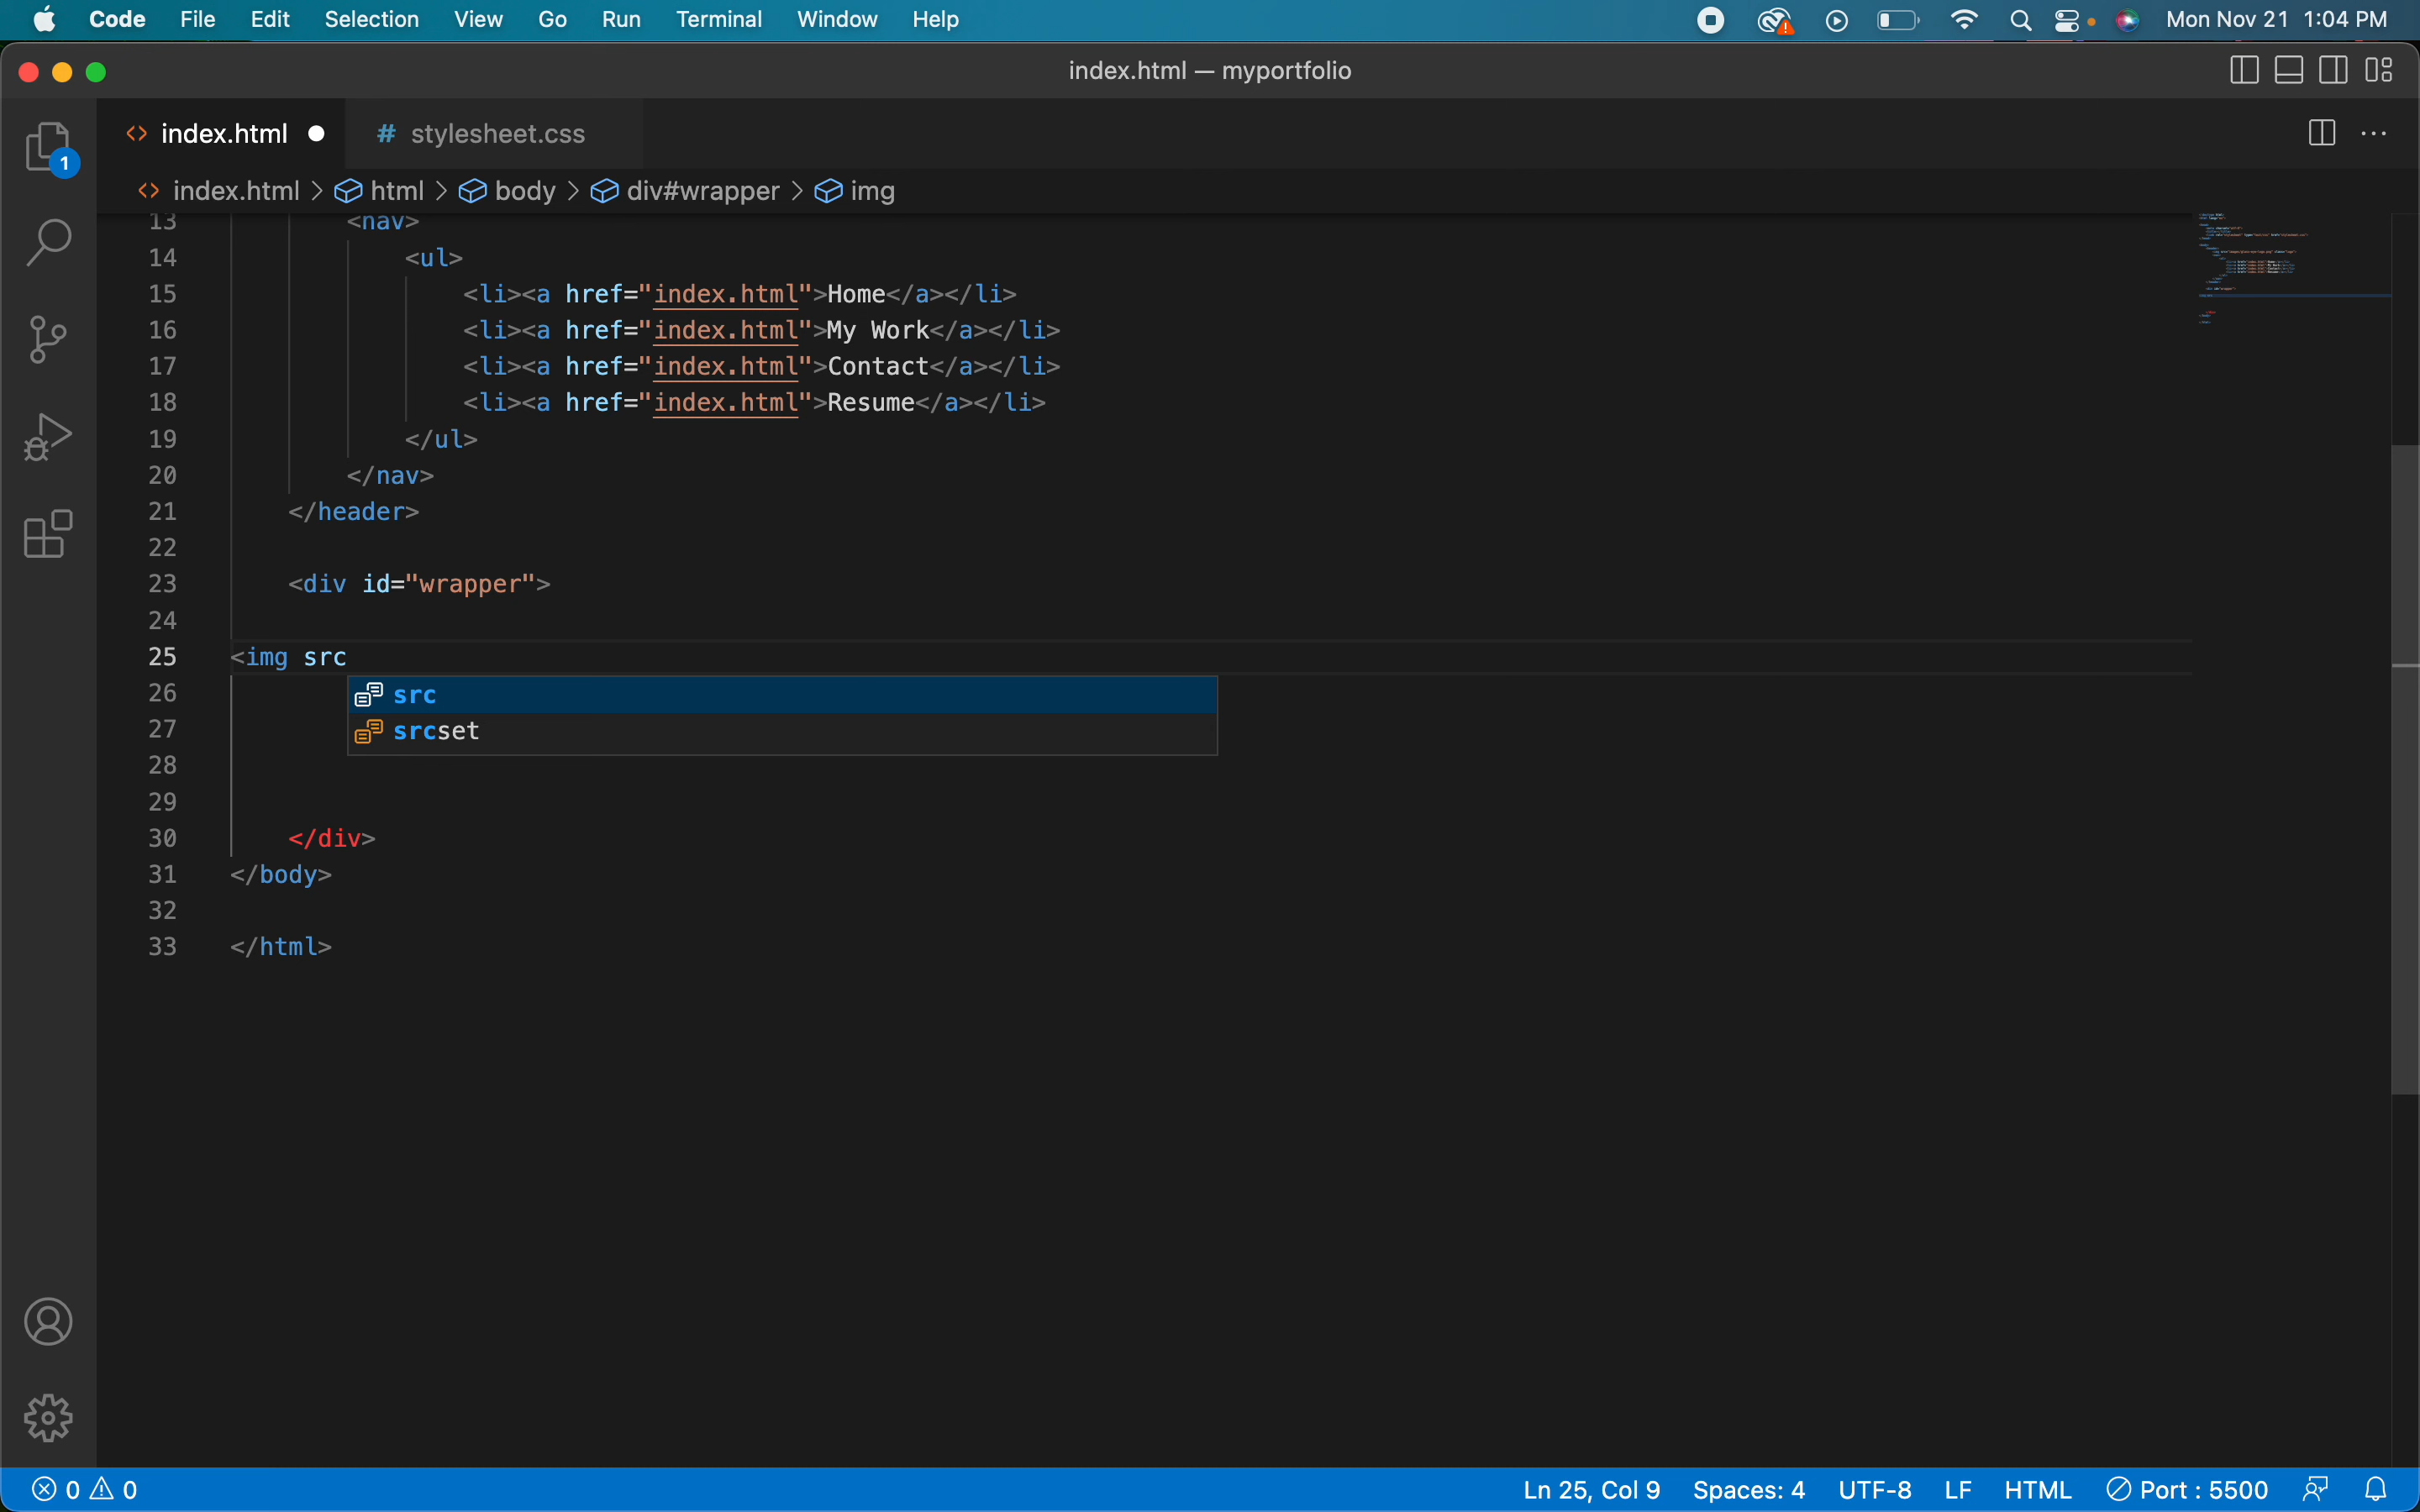 Code File Edit Selection View Go Run Terminal Window Help Mon Nov 21 1:04 PM
index.html — myportfolio
<> index.html # stylesheet.css
1
<> index.html > html > body > div#wrapper > img
13 <nav>
14 <ul>
15 <li><a href="index.html">Home</a></li>
16 <li><a href="index.html">My Work</a></li>
17 <li><a href="index.html">Contact</a></li>
18 <li><a href="index.html">Resume</a></li>
19 </ul>
20 </nav>
21 </header>
22
23 <div id="wrapper">
24
25 <img src
26 src
27 srcset
28
29
30 </div>
31 </body>
32
33 </html>
0 0 Ln 25, Col 9 Spaces: 4 UTF-8 LF HTML Port : 5500